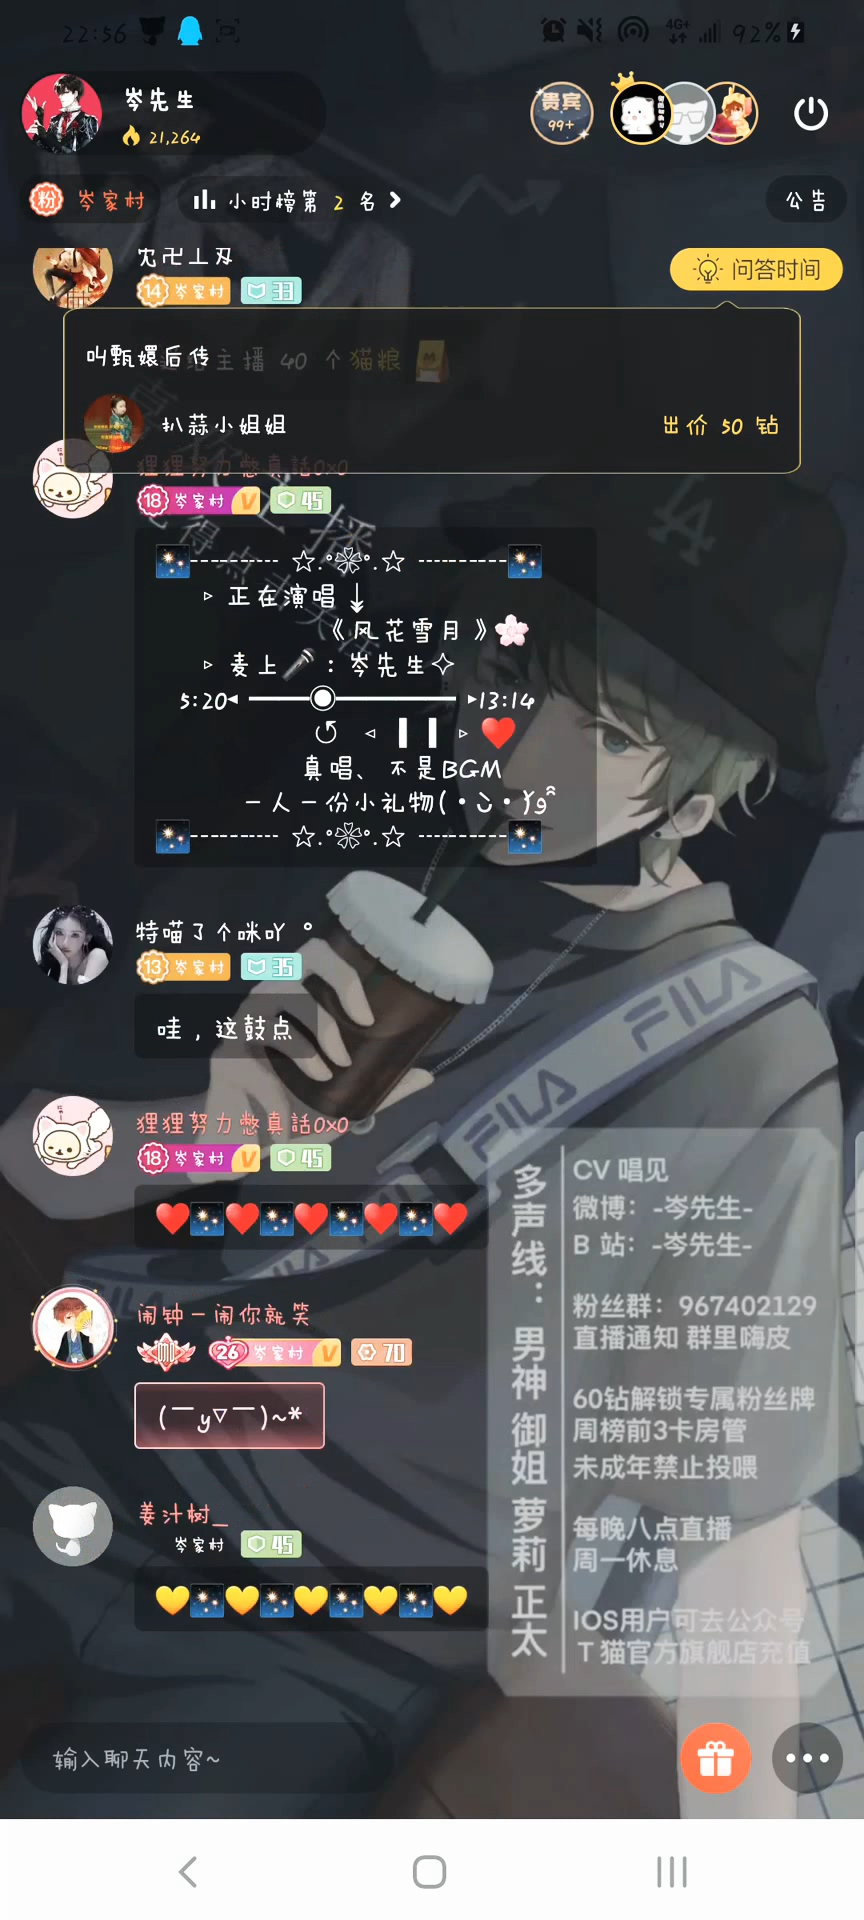 22:56
4G+
92%
岑先生
21,264
贵宾
99+
粉 岑家村
小时榜第 2 名
公告
问答时间
14 岑家村 33
叫甄嬛后传
给主播 40 个猫粮
扒蒜小姐姐
出价 50 钻
狸狸努力憋真話0x0
18 岑家村 V 45
---------- ☆.°❀°.☆ ----------
▹ 正在演唱 ↓
《 风花雪月 》🌸
▹ 麦上🎤 : 岑先生✧
5:20◂ ▸13:14
↺ ◃ ▌▐ ▹ ❤️
真唱、不是BGM
一人一份小礼物
---------- ☆.°❀°.☆ ----------
特喵了个咪吖 °
13 岑家村 35
哇，这鼓点
狸狸努力憋真話0x0
18 岑家村 V 45
❤️🎇❤️🎇❤️🎇❤️🎇❤️
闹钟一闹你就笑
26 岑家村 V 70
(￣y▽￣)~*
姜汁树_
岑家村 45
💛🎇💛🎇💛🎇💛🎇💛
FILA
FILA
多声线：男神 御姐 萝莉 正太
CV 唱见
微博：-岑先生-
B 站：-岑先生-
粉丝群：967402129
直播通知 群里嗨皮
60钻解锁专属粉丝牌
周榜前3卡房管
未成年禁止投喂
每晚八点直播
周一休息
IOS用户可去公众号
T 猫官方旗舰店充值
输入聊天内容~